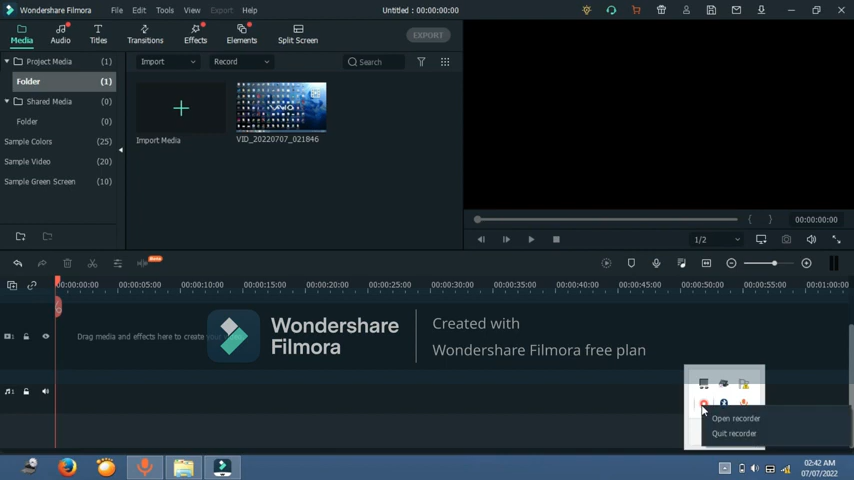 Wondershare Filmora
File
Edit
Tools
View
Export
Help
Untitled : 00:00:00:00
Media
Audio
Titles
Transitions
Effects
Elements
Split Screen
EXPORT
Project Media (1)
Import
Record
Search
Folder (1)
Shared Media (0)
Folder (0)
Sample Colors (25)
Import Media
VID_20220707_021846
Sample Video (20)
Sample Green Screen (10)
VAIO
00:00:00:00
1/2
Beta
00:00:00:00
00:00:05:00
00:00:10:00
00:00:15:00
00:00:20:00
00:00:25:00
00:00:30:00
00:00:35:00
00:00:40:00
00:00:45:00
00:00:50:00
00:00:55:00
00:01:00:00
1
Drag media and effects here to create your
Wondershare
Filmora
Created with
Wondershare Filmora free plan
1
Open recorder
Quit recorder
02:42 AM
07/07/2022